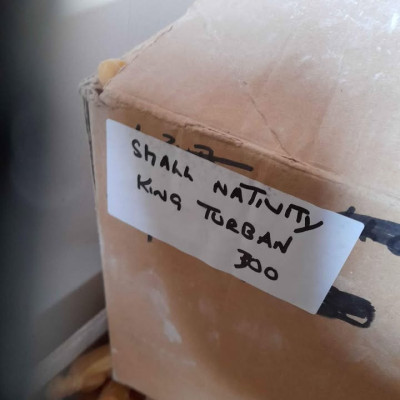 SMALL NATIVITY
KING TURBAN
300